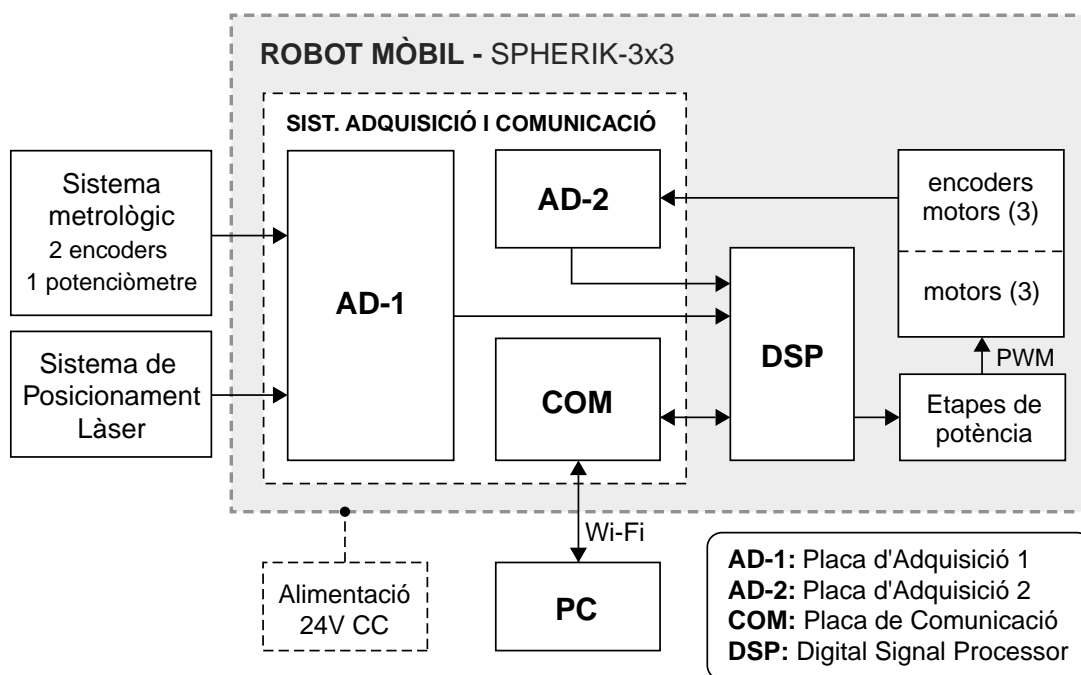 ROBOT MÒBIL - SPHERIK-3x3
SIST. ADQUISICIÓ I COMUNICACIÓ
Sistema
metrològic
2 encoders
1 potenciòmetre
Sistema de
Posicionament
Làser
AD-1
AD-2
COM
DSP
encoders
motors (3)
motors (3)
PWM
Etapes de
potència
Wi-Fi
Alimentació
24V CC
PC
AD-1: Placa d'Adquisició 1
AD-2: Placa d'Adquisició 2
COM: Placa de Comunicació
DSP: Digital Signal Processor